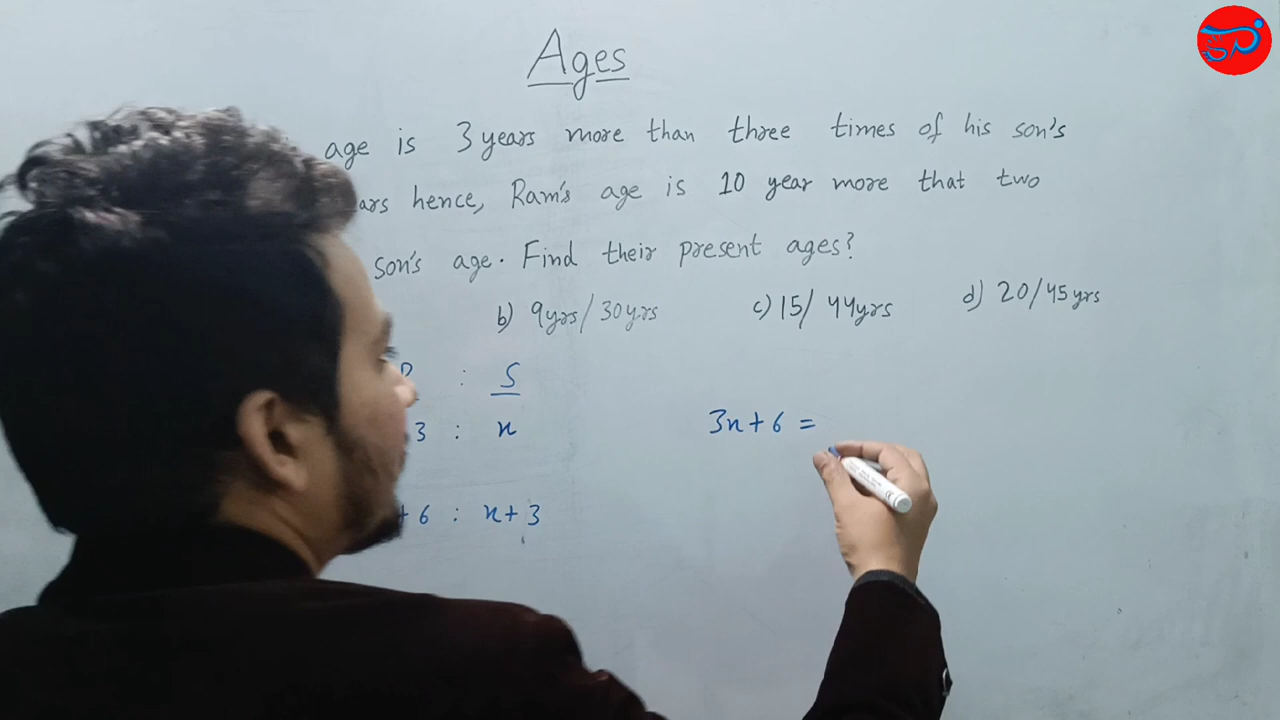 Ages
age is 3 years more than three times of his son's
ars hence, Ram's age is 10 year more that two
son's age. Find their present ages?
b) 9yrs/30yrs c) 15/44yrs d) 20/45yrs
: S
3 : x
3x+6 =
+6 : x+3